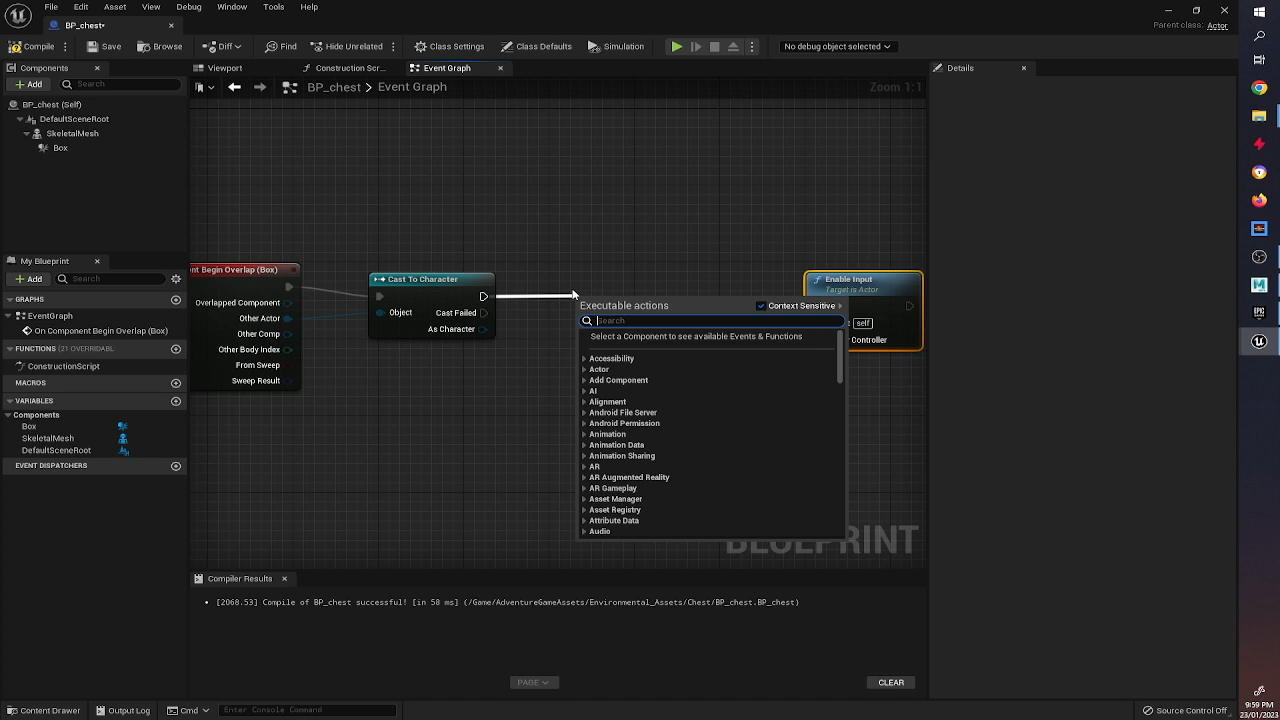 File Edit Asset View Debug Window Tools Help
BP_chest•
Parent class: Actor
Compile Save Browse Diff Find Hide Unrelated Class Settings Class Defaults Simulation No debug object selected
Components
Viewport Construction Scr... Event Graph
Details
Add Search
BP_chest > Event Graph Zoom 1:1
BP_chest (Self)
DefaultSceneRoot
SkeletalMesh
Box
My Blueprint
Add Search
GRAPHS
EventGraph
On Component Begin Overlap (Box)
FUNCTIONS (21 OVERRIDABL
ConstructionScript
MACROS
VARIABLES
Components
Box
SkeletalMesh
DefaultSceneRoot
EVENT DISPATCHERS
nt Begin Overlap (Box)
Overlapped Component
Other Actor
Other Comp
Other Body Index
From Sweep
Sweep Result
Cast To Character
Object
Cast Failed
As Character
Enable Input
Target is Actor
self
Controller
Executable actions Context Sensitive
Search
Select a Component to see available Events & Functions
Accessibility
Actor
Add Component
AI
Alignment
Android File Server
Android Permission
Animation
Animation Data
Animation Sharing
AR
AR Augmented Reality
AR Gameplay
Asset Manager
Asset Registry
Attribute Data
Audio
BLUEPRINT
Compiler Results
[2068.53] Compile of BP_chest successful! [in 58 ms] (/Game/AdventureGameAssets/Environmental_Assets/Chest/BP_chest.BP_chest)
PAGE CLEAR
Content Drawer Output Log Cmd Enter Console Command Source Control Off
9:59 PM